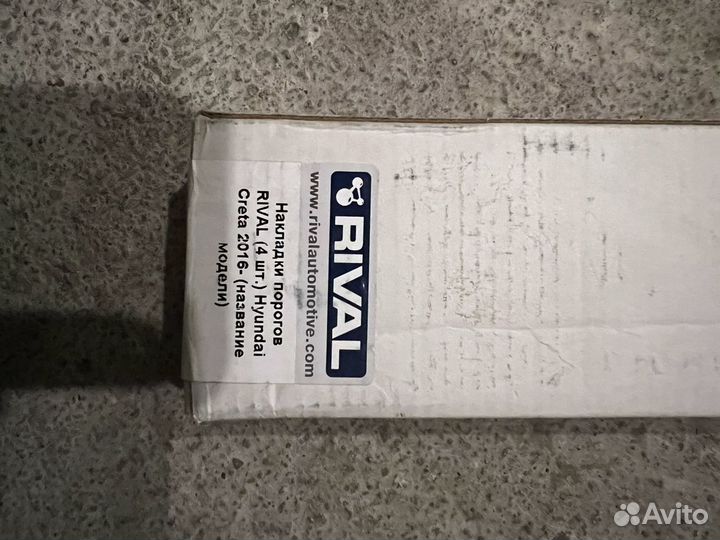 RIVAL
www.rivalautomotive.com
Накладки порогов
RIVAL (4 шт.) Hyundai
Creta 2016- (название
модели)
Avito